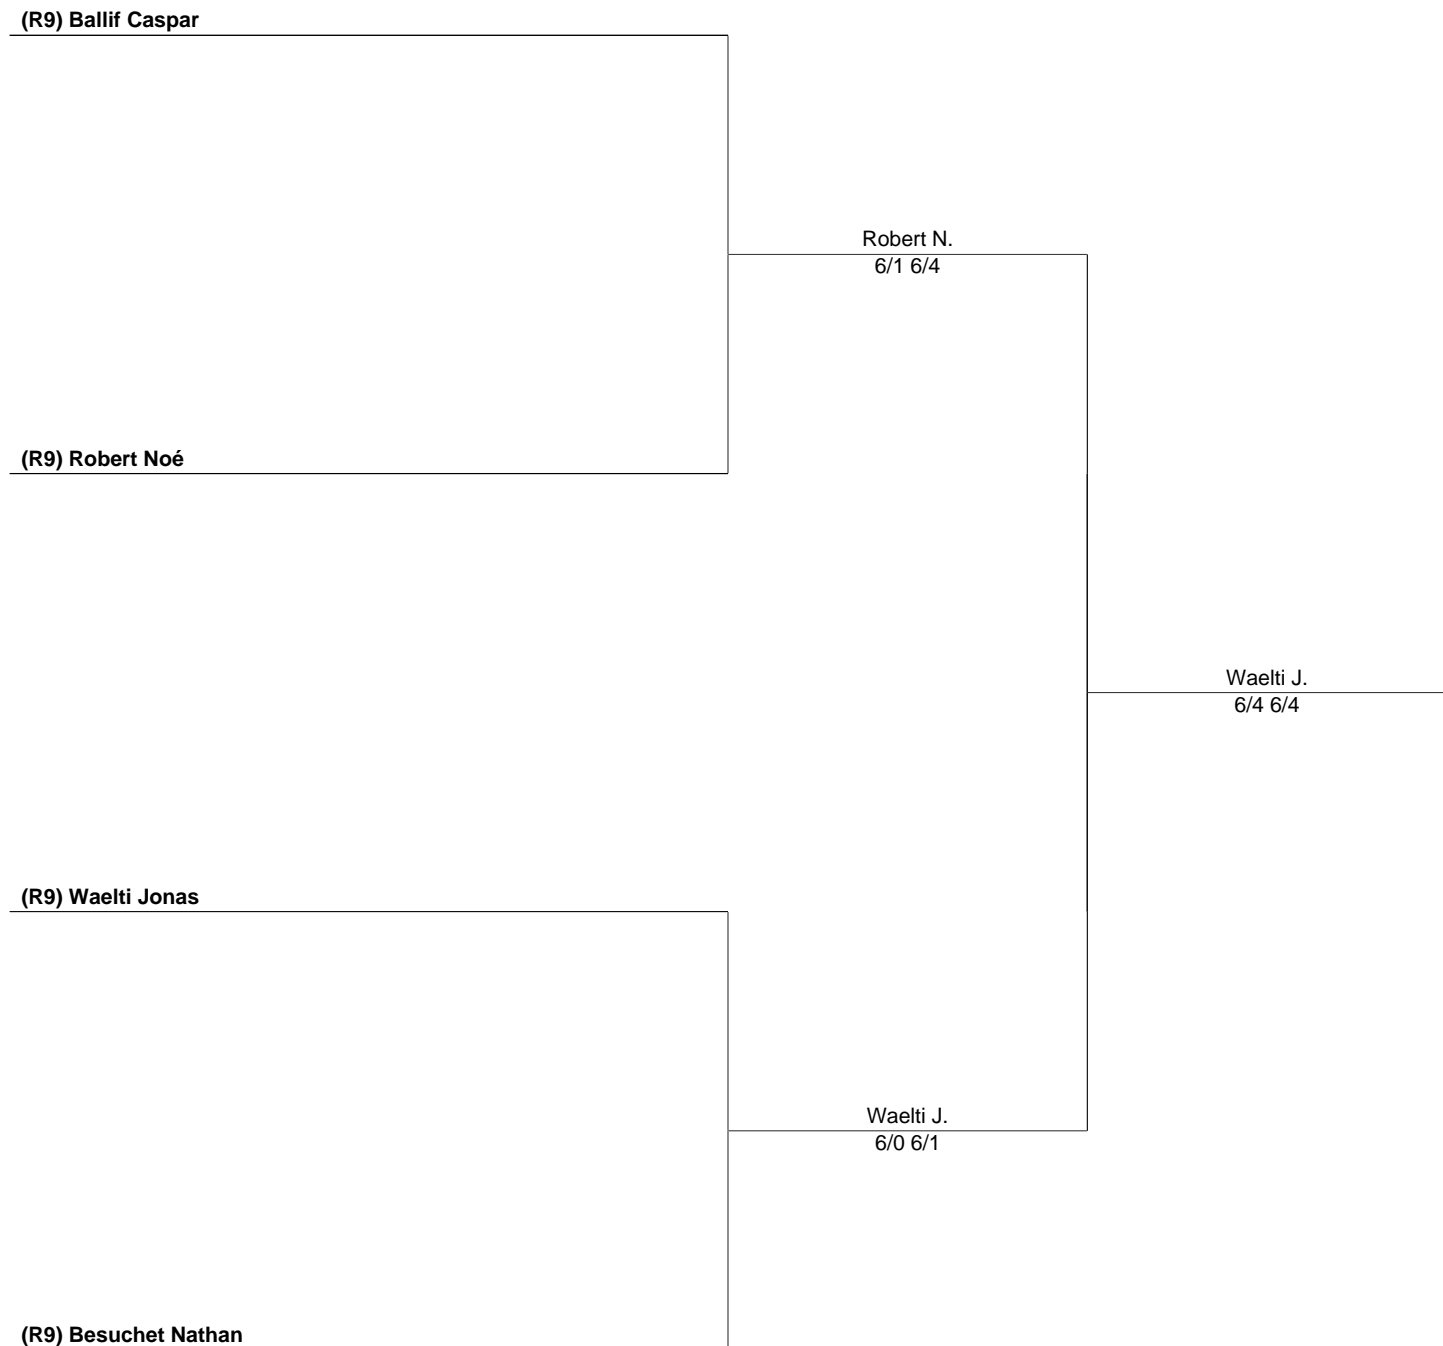 (R9) Ballif Caspar
Robert N.
6/1 6/4
(R9) Robert Noé
Waelti J.
6/4 6/4
(R9) Waelti Jonas
Waelti J.
6/0 6/1
(R9) Besuchet Nathan